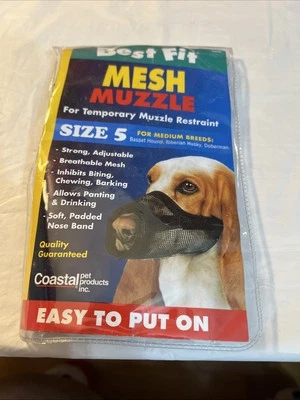 Best Fit
MESH
MUZZLE
For Temporary Muzzle Restraint
SIZE 5
FOR MEDIUM BREEDS:
Basset Hound, Siberian Husky, Doberman
- Strong, Adjustable
- Breathable Mesh
- Inhibits Biting,
Chewing, Barking
- Allows Panting
& Drinking
- Soft, Padded
Nose Band
Quality
Guaranteed
Coastal pet
products
inc.
EASY TO PUT ON